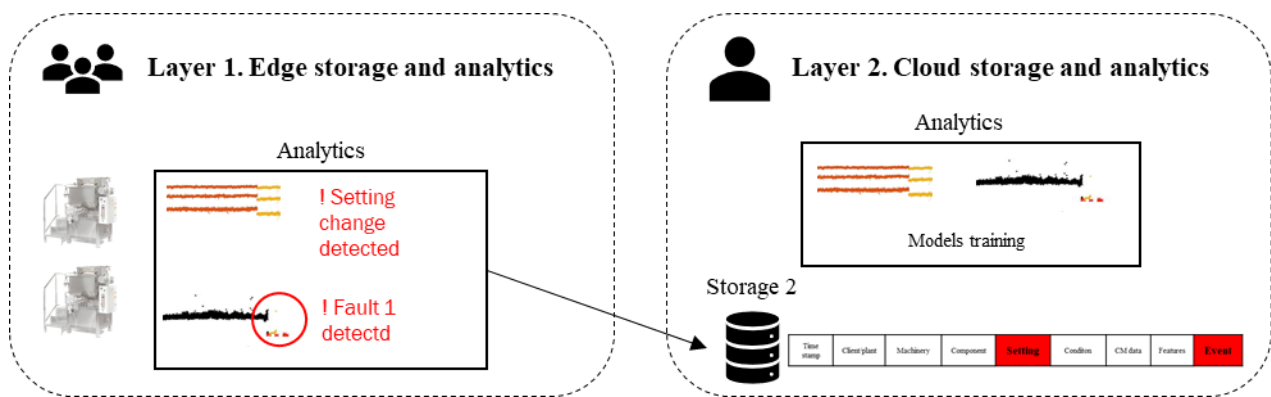 Layer 1. Edge storage and analytics
Analytics
! Setting
change
detected
! Fault 1
detectd
Layer 2. Cloud storage and analytics
Analytics
Models training
Storage 2
Time
stamp
Client/plant
Machinery
Component
Setting
Conditon
CM data
Features
Event